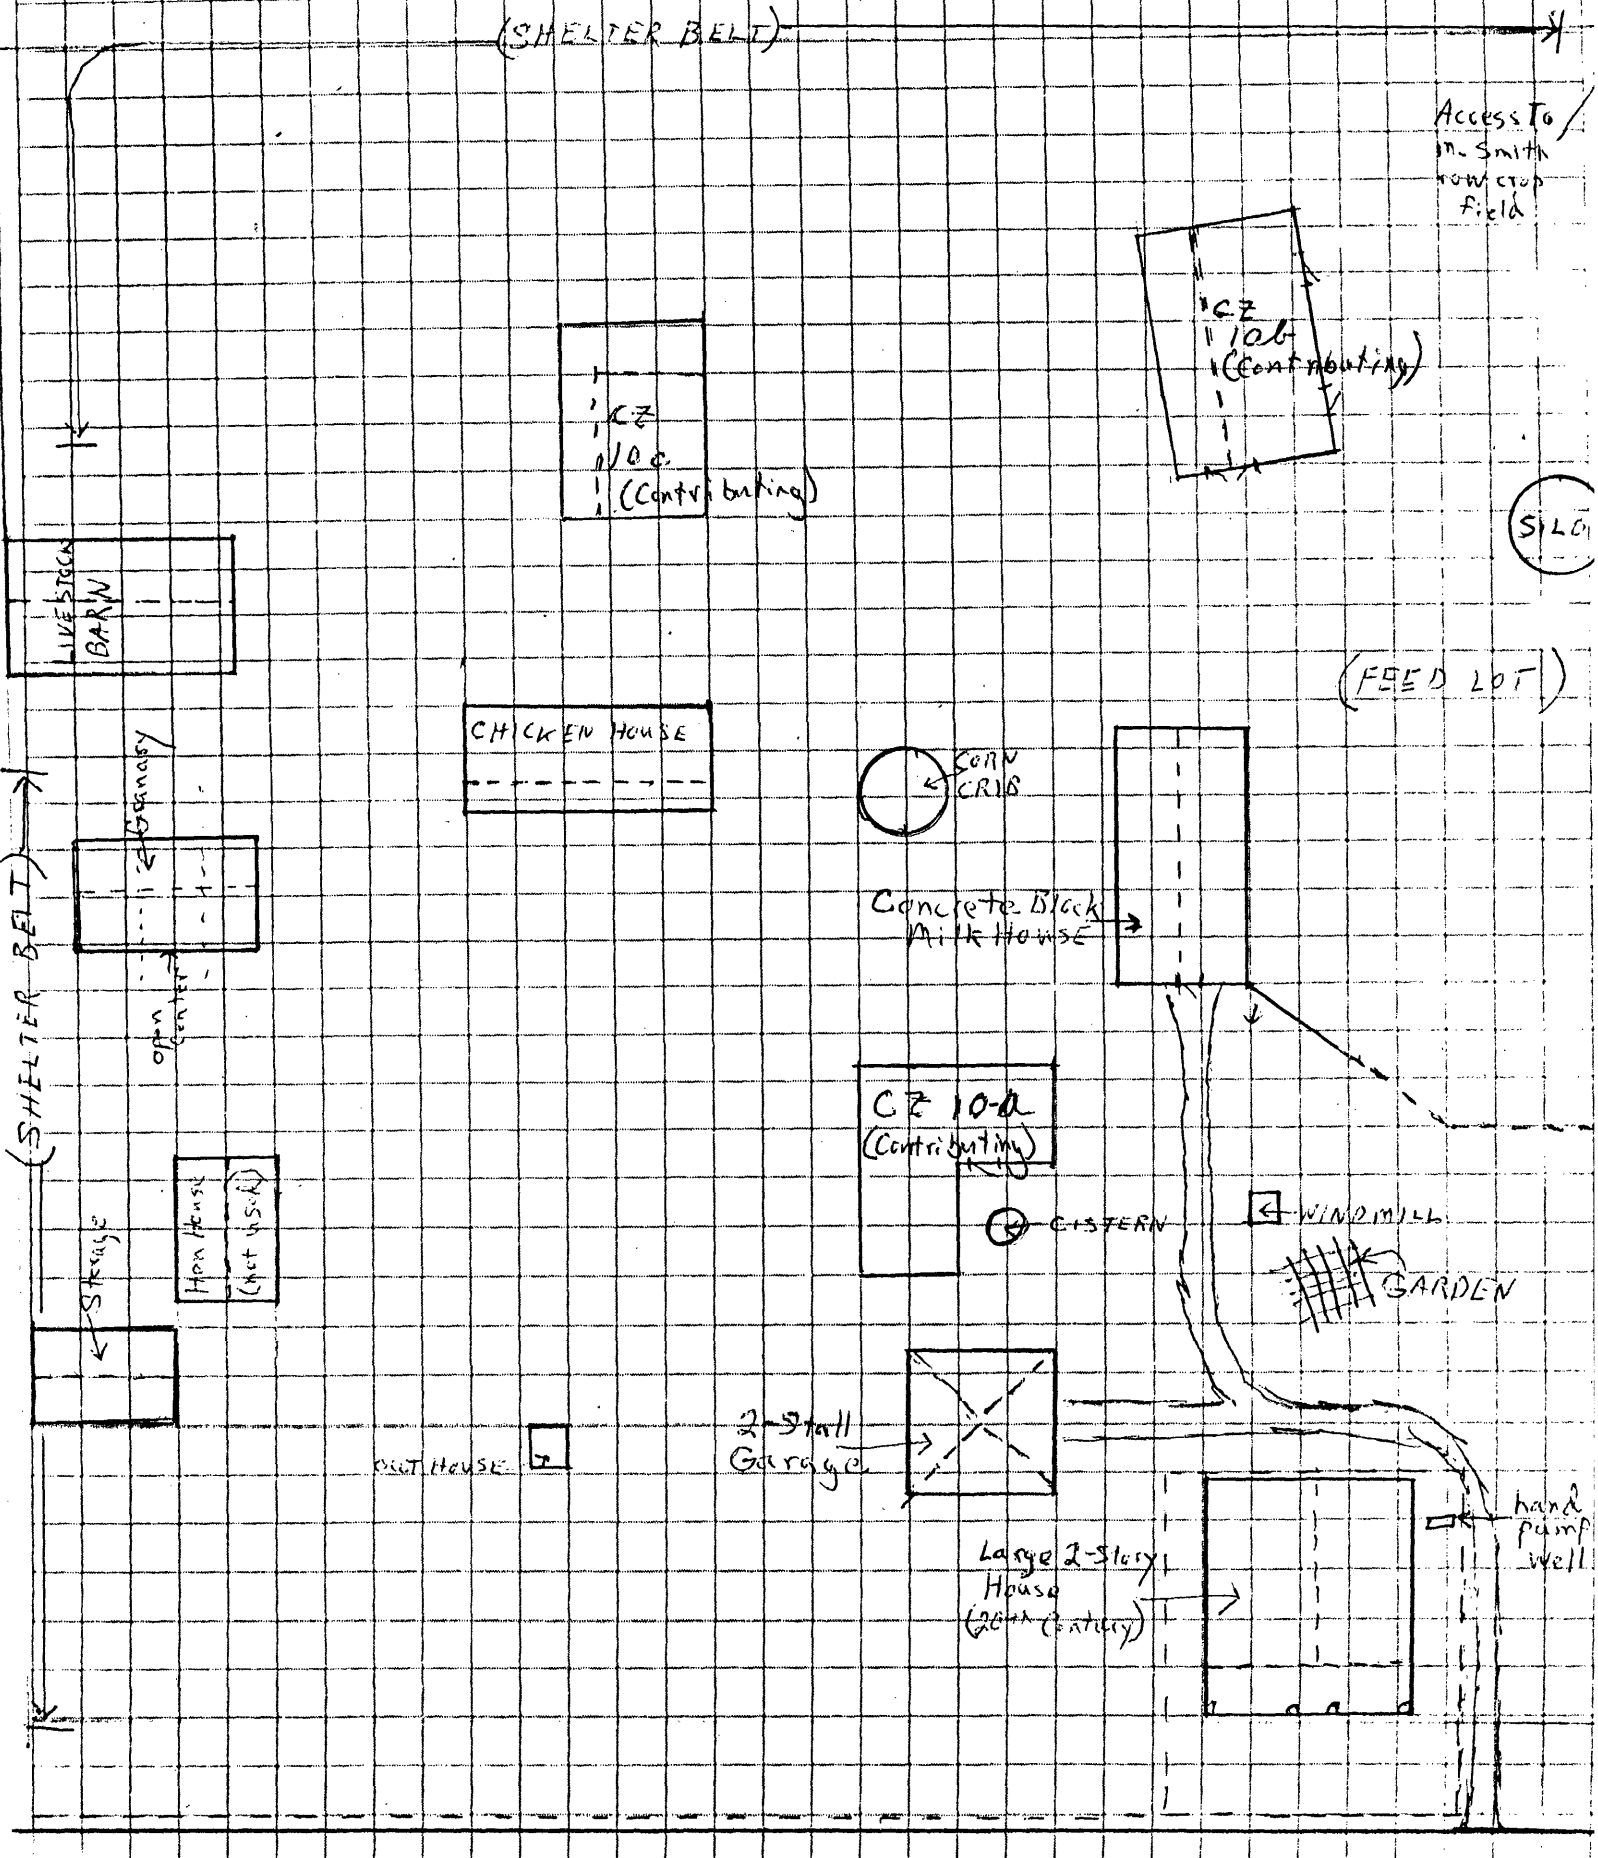 (SHELTER BELT)
Access To
m. Smith
row crop
field
CZ
10b
(Contributing)
CZ
10c.
(Contributing)
SILO
LIVESTOCK
BARN
(FEED LOT)
CHICKEN HOUSE
CORN
CRIB
Granary
Concrete Block
Milk House
open
center
(SHELTER BELT)
CZ 10-a
(Contributing)
CISTERN
WINDMILL
GARDEN
Hen House
(not used)
Storage
2-Stall
Garage
OUT HOUSE
hand
pump
well
Large 2-Story
House
(20th Century)